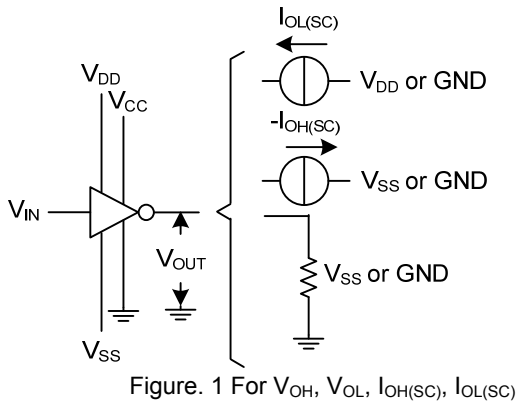 I_OL(SC)
V_DD or GND
V_DD
V_CC
-I_OH(SC)
V_SS or GND
V_IN
V_OUT
V_SS or GND
V_SS
Figure. 1 For V_OH, V_OL, I_OH(SC), I_OL(SC)